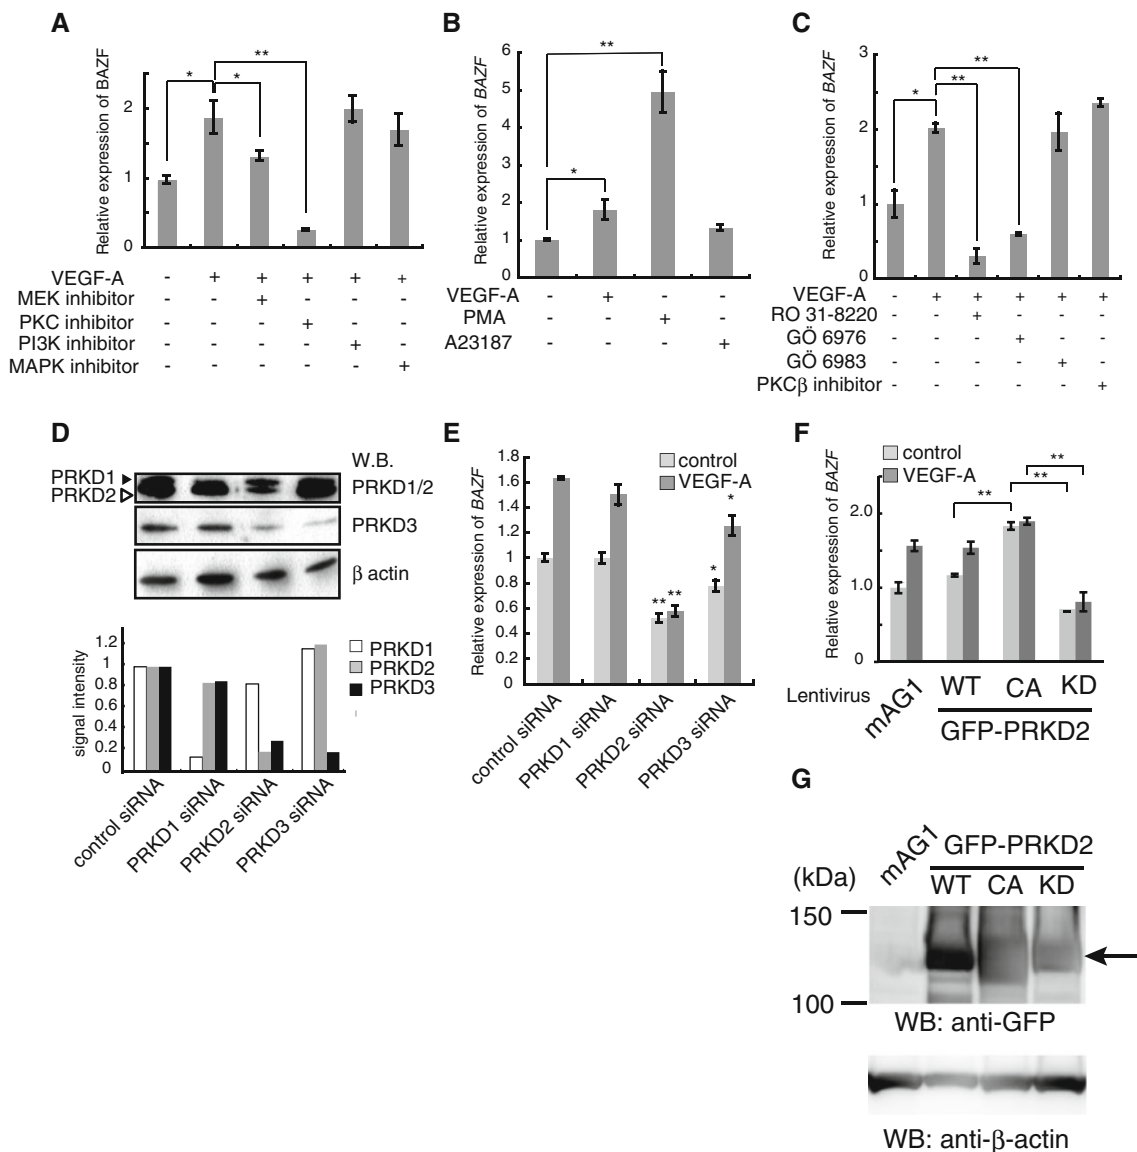 A
Relative expression of BAZF
2
1
0
*
*
**
VEGF-A - + + + + +
MEK inhibitor - - + - - -
PKC inhibitor - - - + - -
PI3K inhibitor - - - - + -
MAPK inhibitor - - - - - +
B
Relative expression of BAZF
6
5
4
3
2
1
0
*
**
VEGF-A - + - -
PMA - - + -
A23187 - - - +
C
Relative expression of BAZF
3
2
1
0
*
**
**
VEGF-A - + + + + +
RO 31-8220 - - + - - -
GÖ 6976 - - - + - -
GÖ 6983 - - - - + -
PKCβ inhibitor - - - - - +
D
W.B.
PRKD1
PRKD2
PRKD1/2
PRKD3
β actin
signal intensity
1.2
1
0.8
0.6
0.4
0.2
0
PRKD1
PRKD2
PRKD3
control siRNA
PRKD1 siRNA
PRKD2 siRNA
PRKD3 siRNA
E
Relative expression of BAZF
1.8
1.6
1.4
1.2
1
0.8
0.6
0.4
0.2
0
control
VEGF-A
** **
* *
control siRNA
PRKD1 siRNA
PRKD2 siRNA
PRKD3 siRNA
F
Relative expression of BAZF
2.0
1.0
0
control
VEGF-A
**
**
**
Lentivirus
mAG1
WT CA KD
GFP-PRKD2
G
mAG1
GFP-PRKD2
(kDa)
WT CA KD
150
100
WB: anti-GFP
WB: anti-β-actin